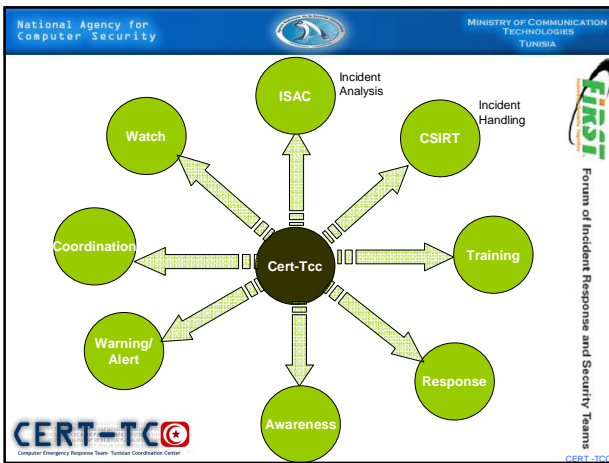 National Agency for
Computer Security
MINISTRY OF COMMUNICATION
TECHNOLOGIES
TUNISIA
ISAC
Incident
Analysis
Incident
Handling
CSIRT
Watch
Coordination
Cert-Tcc
Training
Warning/
Alert
Response
Awareness
FIRST
Forum of Incident Response and Security Teams
CERT-TCC
Computer Emergency Response Team- Tunisian Coordination Center
CERT -TCC